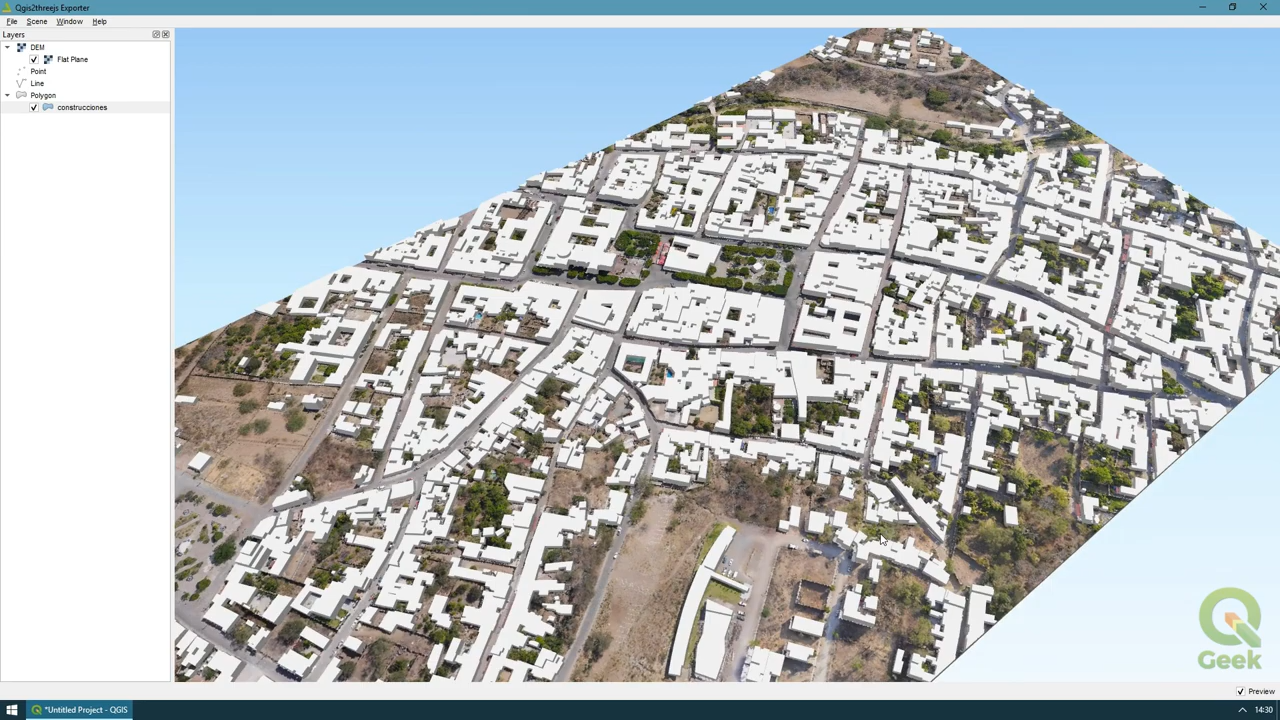 Qgis2threejs Exporter
File Scene Window Help
Layers
DEM
Flat Plane
Point
Line
Polygon
construcciones
Geek
Preview
*Untitled Project - QGIS
14:30